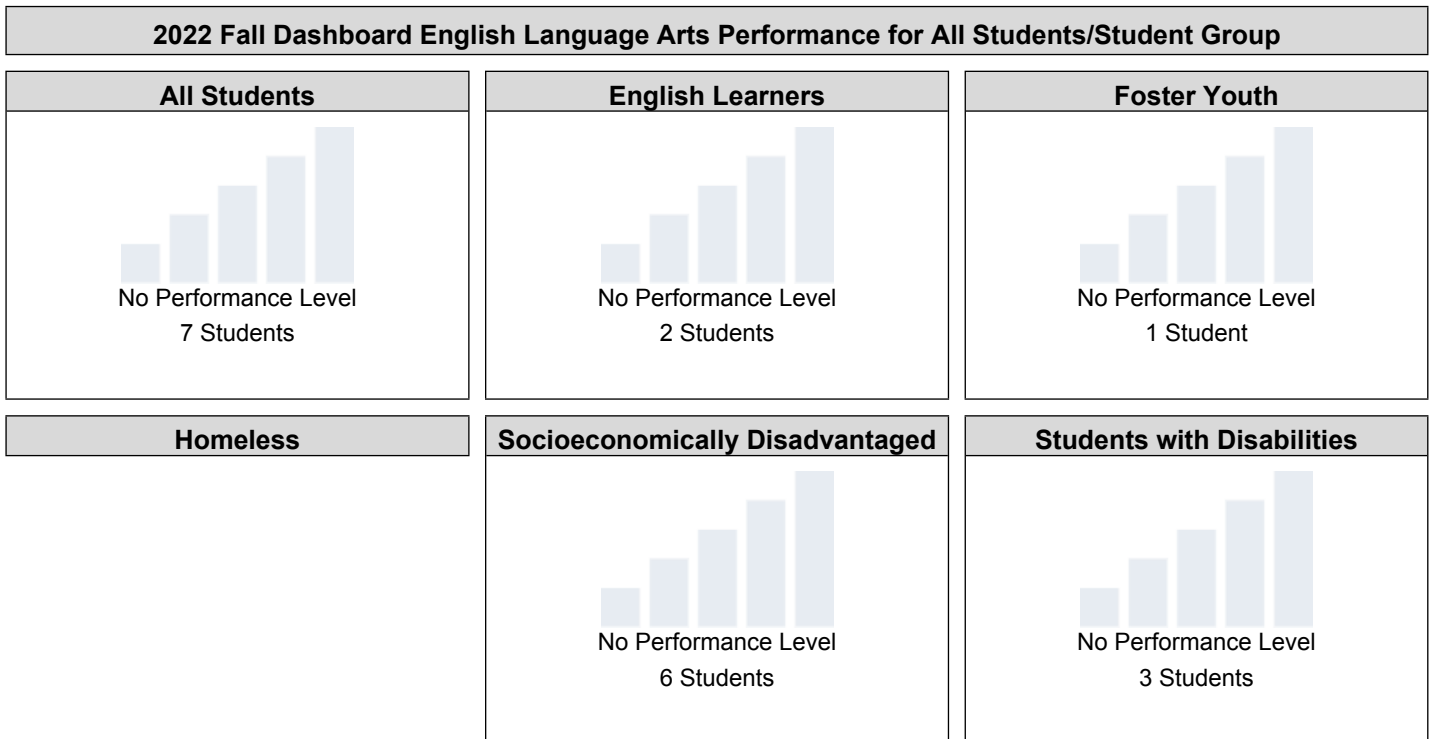 2022 Fall Dashboard English Language Arts Performance for All Students/Student Group
All Students
No Performance Level
7 Students
English Learners
No Performance Level
2 Students
Foster Youth
No Performance Level
1 Student
Homeless
Socioeconomically Disadvantaged
No Performance Level
6 Students
Students with Disabilities
No Performance Level
3 Students